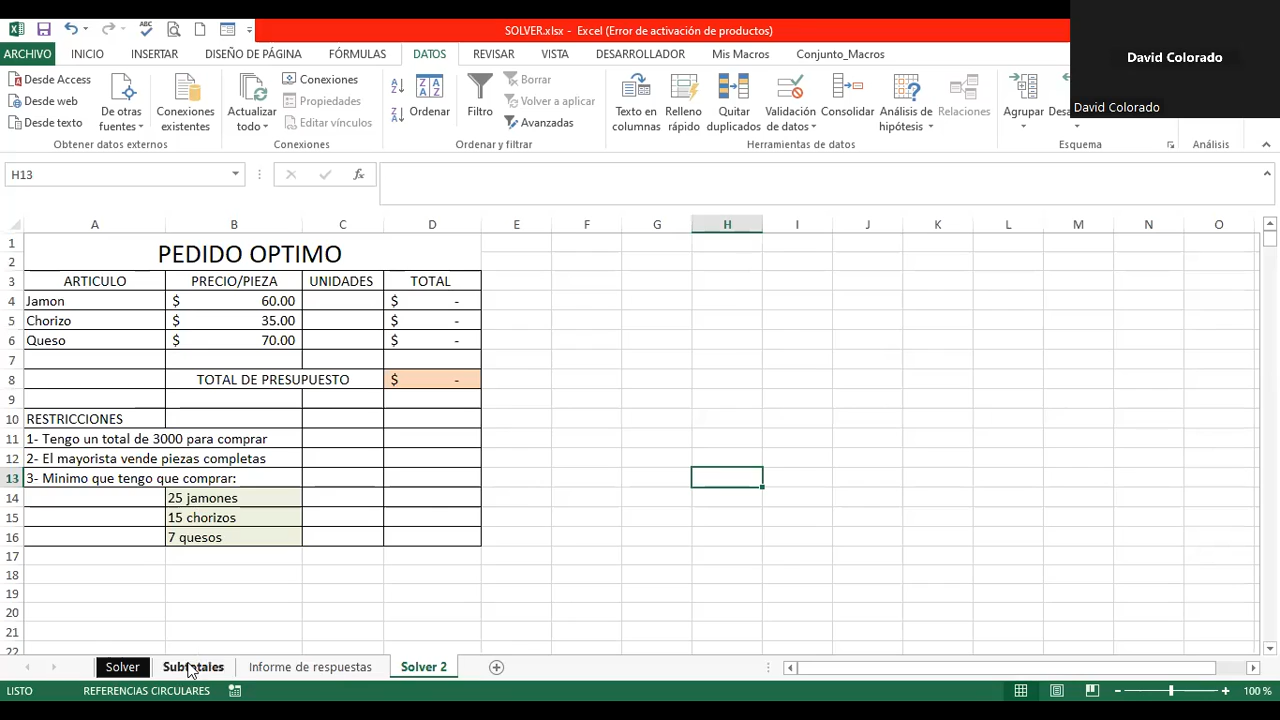 SOLVER.xlsx - Excel (Error de activación de productos)
David Colorado
David Colorado
ARCHIVO INICIO INSERTAR DISEÑO DE PÁGINA FÓRMULAS DATOS REVISAR VISTA DESARROLLADOR Mis Macros Conjunto_Macros
Desde Access
Desde web
Desde texto
De otras fuentes
Conexiones existentes
Obtener datos externos
Actualizar todo
Conexiones
Propiedades
Editar vínculos
Conexiones
Ordenar
Filtro
Borrar
Volver a aplicar
Avanzadas
Ordenar y filtrar
Texto en columnas
Relleno rápido
Quitar duplicados
Validación de datos
Consolidar
Análisis de hipótesis
Relaciones
Herramientas de datos
Agrupar
Esquema
Análisis
H13
A B C D E F G H I J K L M N O
1
2 PEDIDO OPTIMO
3 ARTICULO PRECIO/PIEZA UNIDADES TOTAL
4 Jamon $ 60.00 $ -
5 Chorizo $ 35.00 $ -
6 Queso $ 70.00 $ -
7
8 TOTAL DE PRESUPUESTO $ -
9
10 RESTRICCIONES
11 1- Tengo un total de 3000 para comprar
12 2- El mayorista vende piezas completas
13 3- Minimo que tengo que comprar:
14 25 jamones
15 15 chorizos
16 7 quesos
17
18
19
20
21
22
Solver Subtotales Informe de respuestas Solver 2
LISTO REFERENCIAS CIRCULARES 100 %